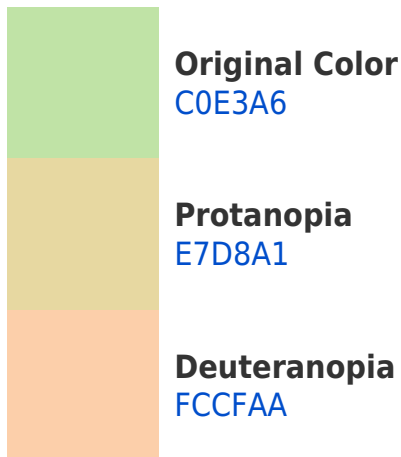 Original Color
C0E3A6
Protanopia
E7D8A1
Deuteranopia
FCCFAA